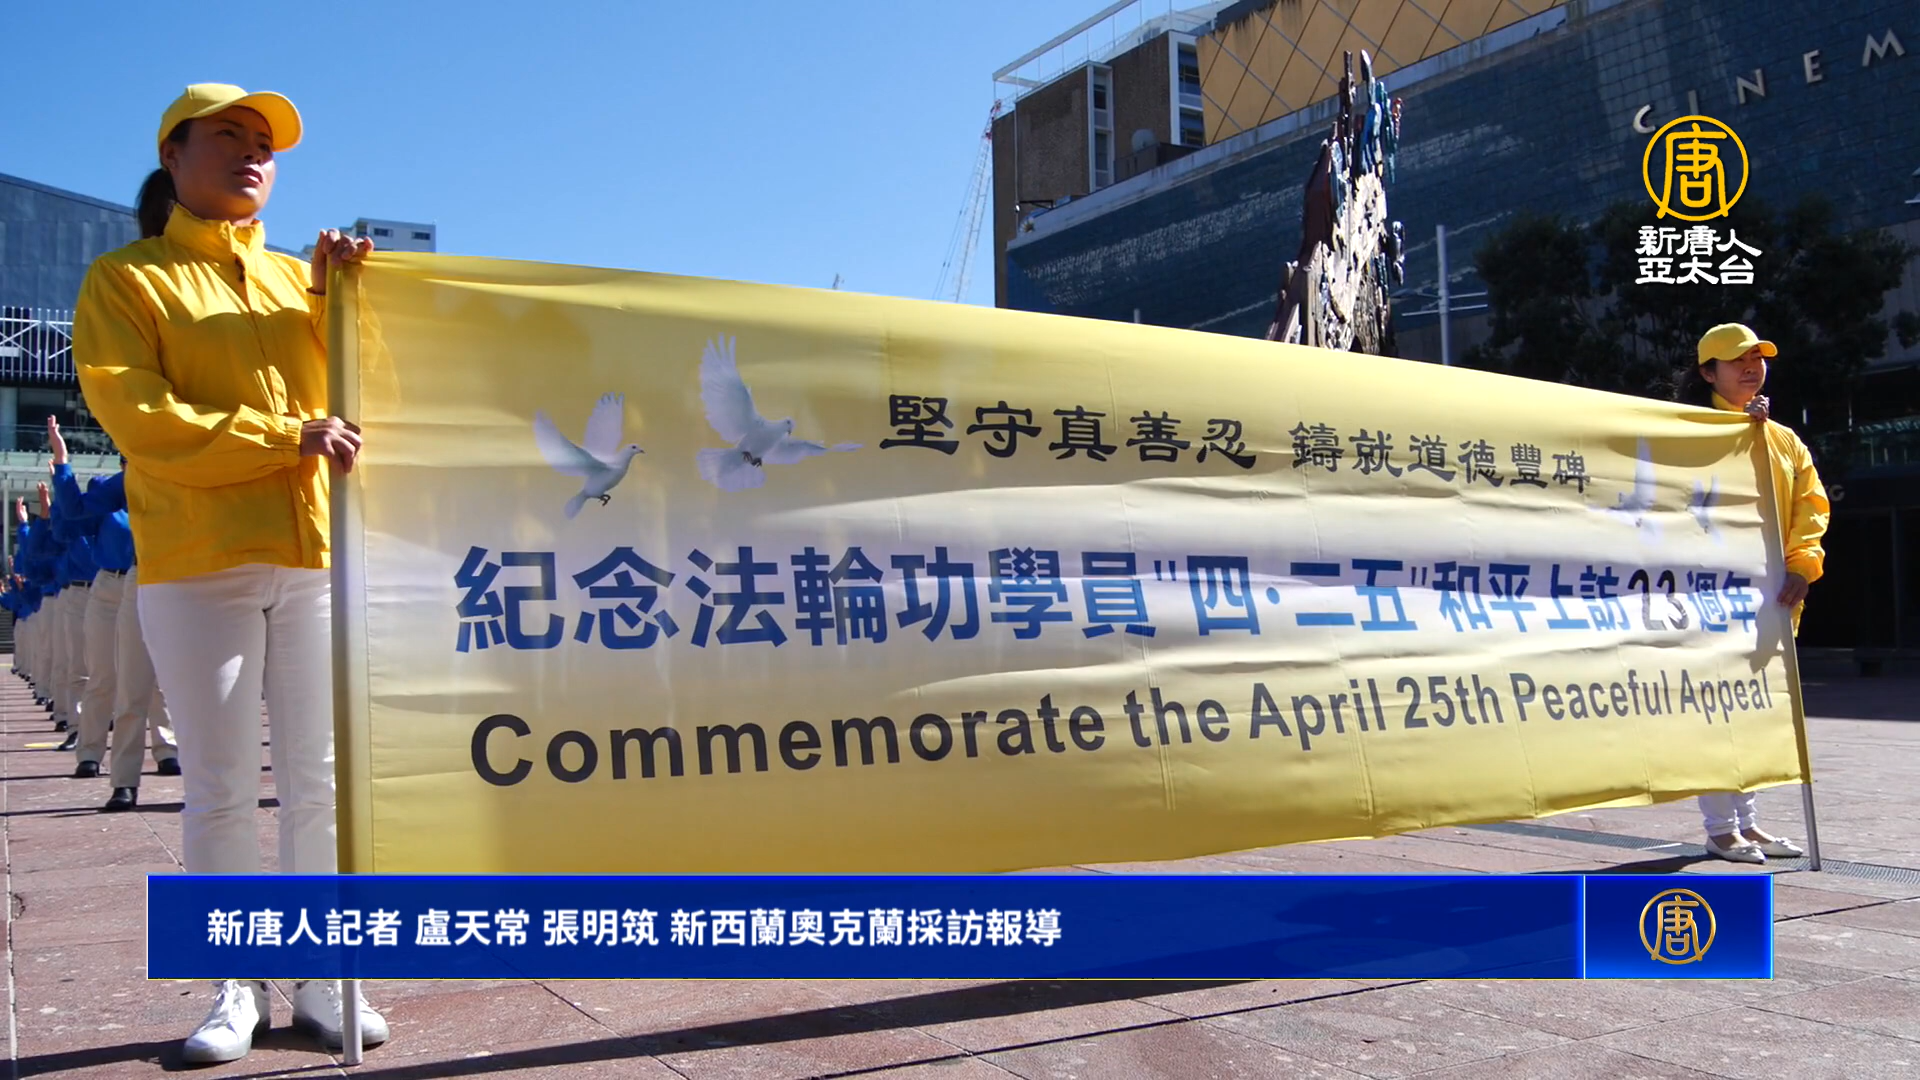 CINEM
唐
新唐人
亞太台
堅守真善忍 鑄就道德豐碑
紀念法輪功學員"四·二五"和平上訪23週年
Commemorate the April 25th Peaceful Appeal
新唐人記者 盧天常 張明筑 新西蘭奧克蘭採訪報導
唐